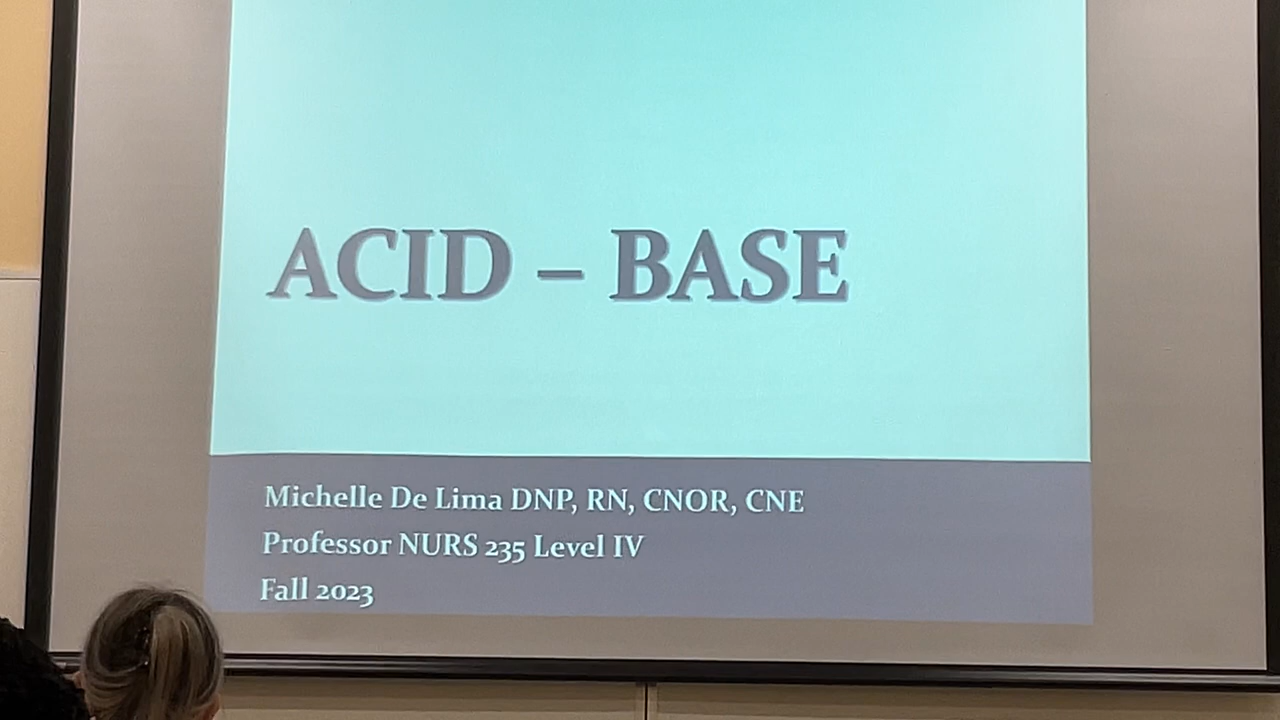 ACID – BASE
Michelle De Lima DNP, RN, CNOR, CNE
Professor NURS 235 Level IV
Fall 2023